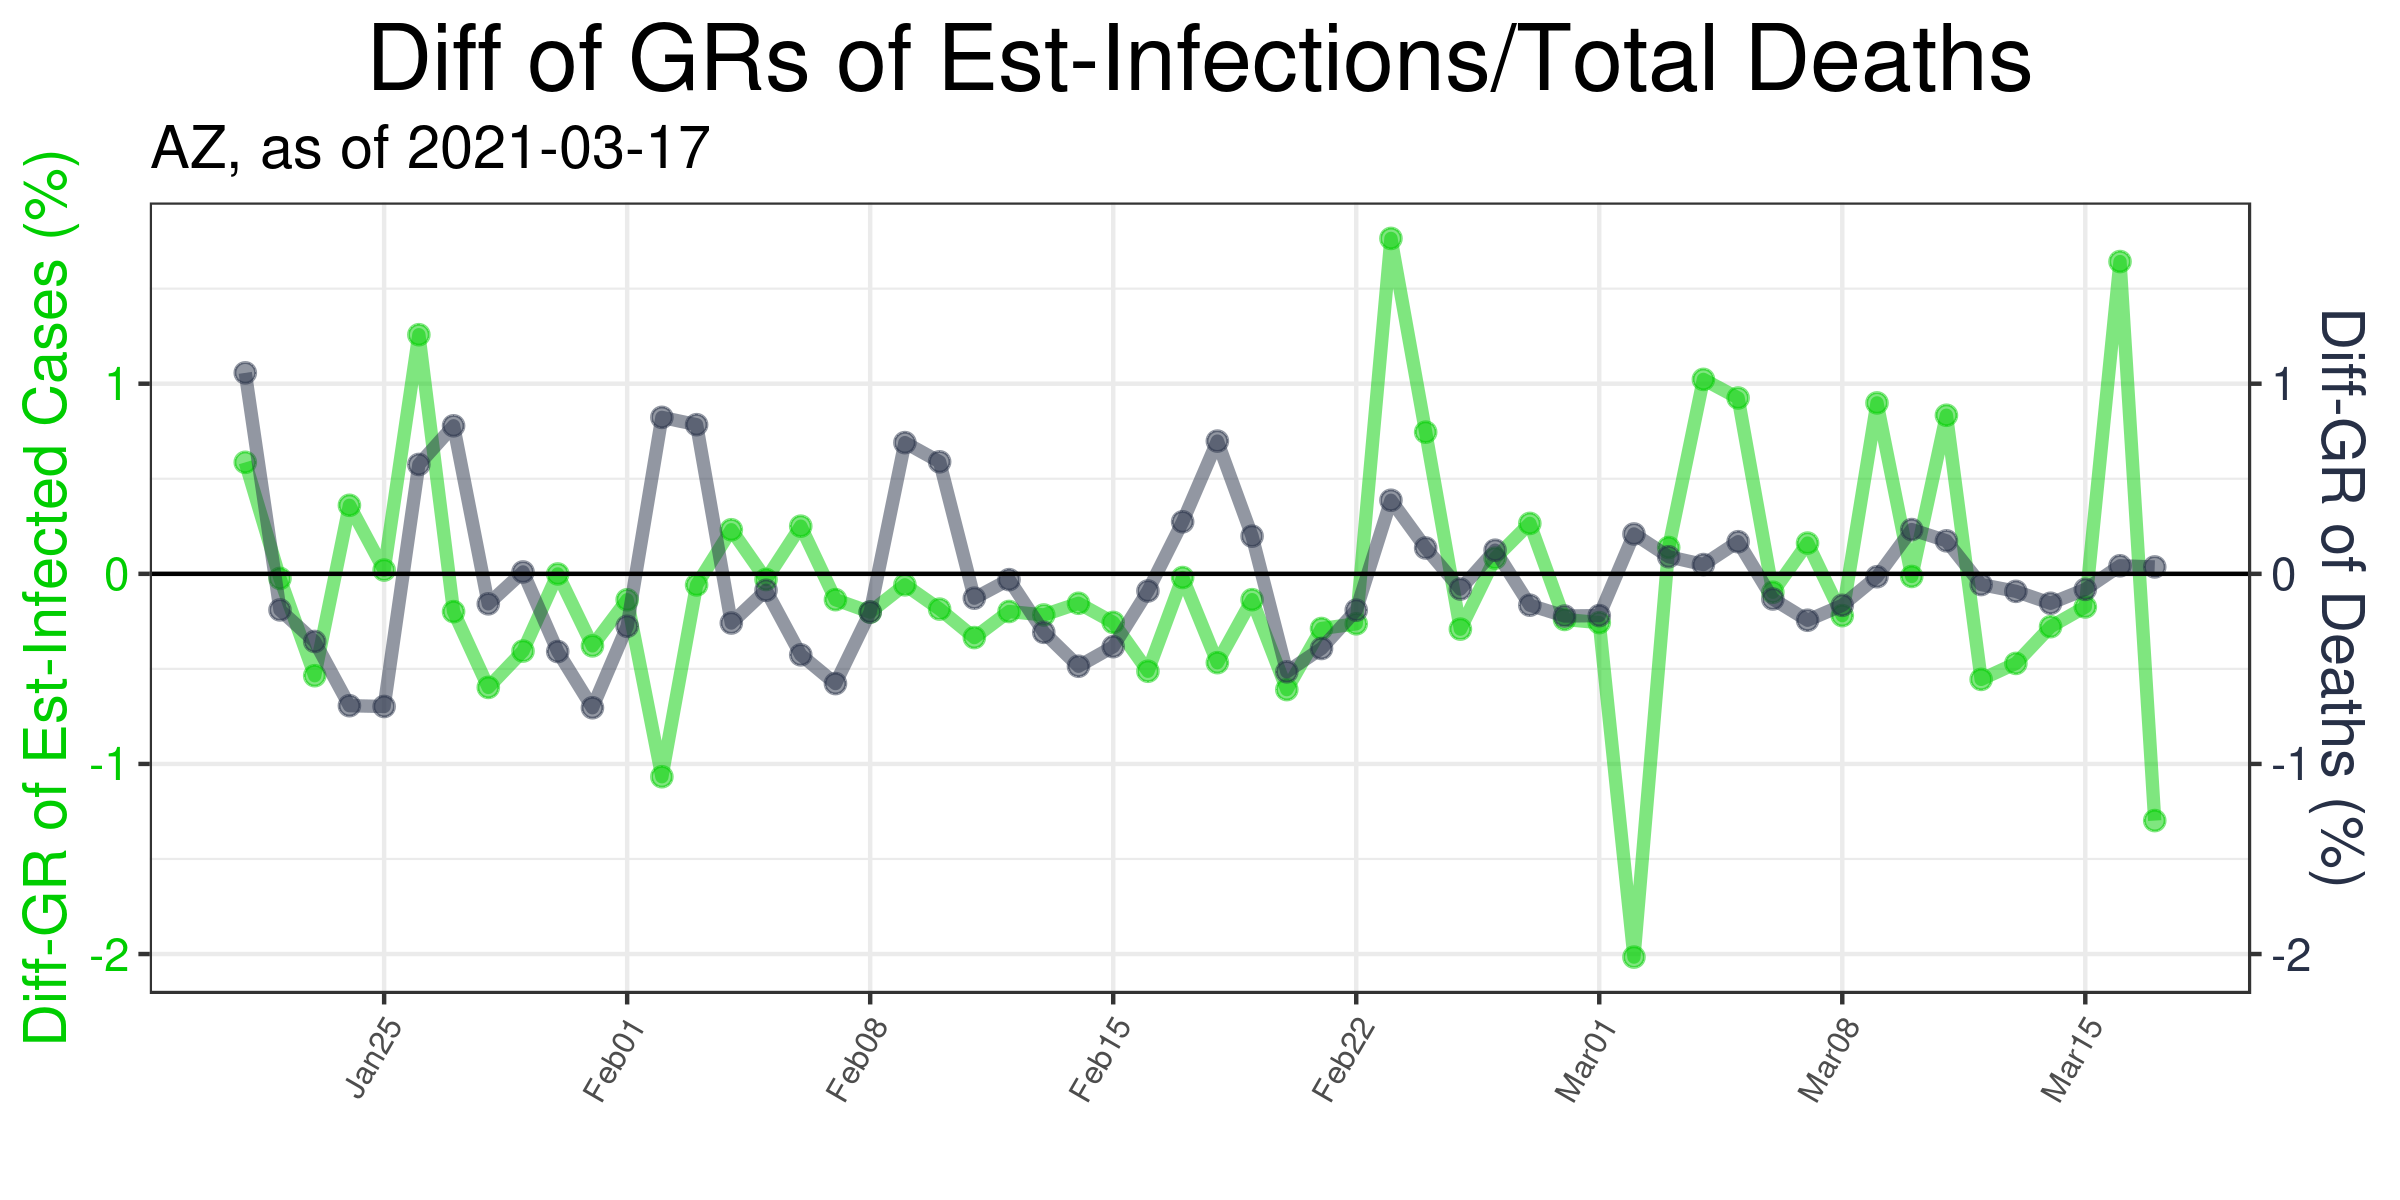 Diff of GRs of Est-Infections/Total Deaths
AZ, as of 2021-03-17
Diff-GR of Est-Infected Cases (%)
1
0
-1
-2
1
0
-1
-2
Diff-GR of Deaths (%)
Jan25
Feb01
Feb08
Feb15
Feb22
Mar01
Mar08
Mar15